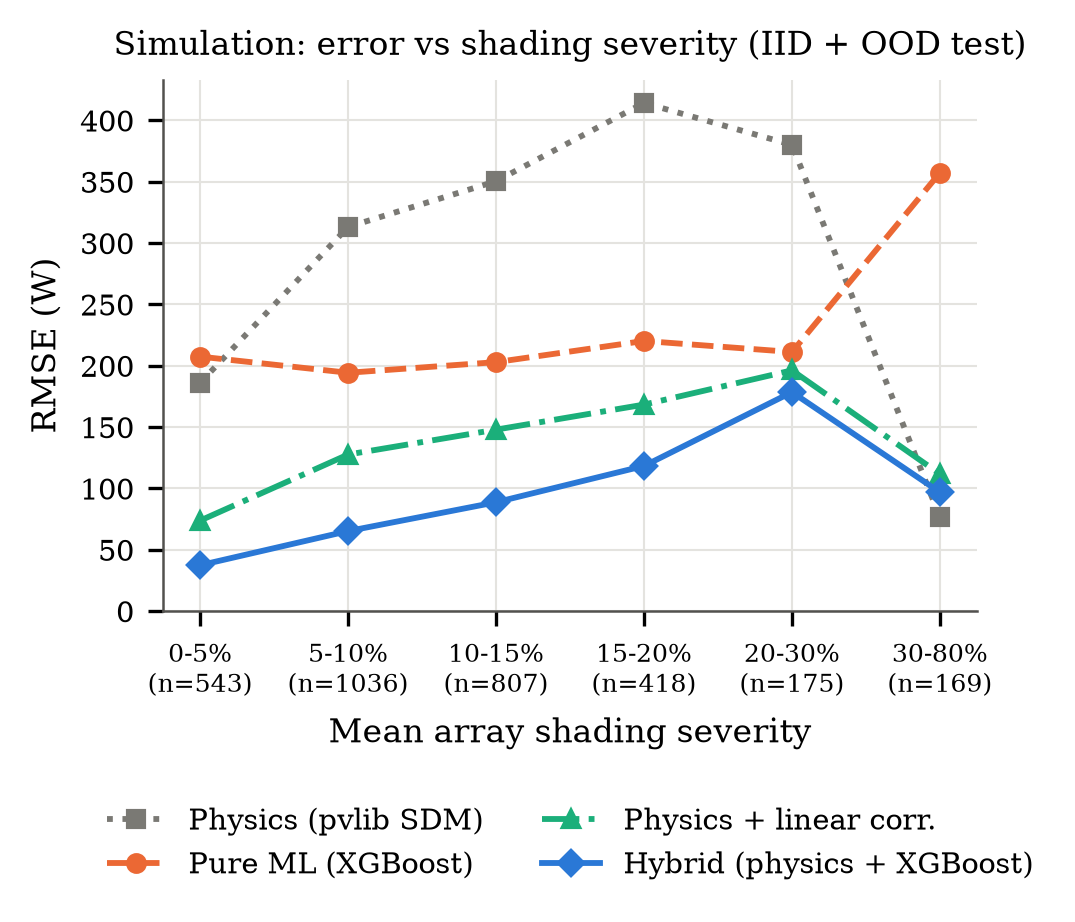 Simulation: error vs shading severity (IID + OOD test)
RMSE (W)
400
350
300
250
200
150
100
50
0
0-5% 5-10% 10-15% 15-20% 20-30% 30-80%
(n=543) (n=1036) (n=807) (n=418) (n=175) (n=169)
Mean array shading severity
Physics (pvlib SDM) Physics + linear corr.
Pure ML (XGBoost) Hybrid (physics + XGBoost)